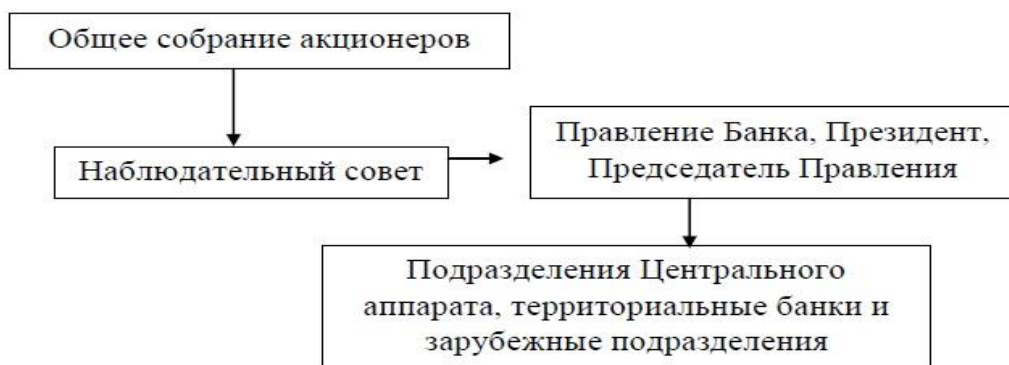 Общее собрание акционеров
Наблюдательный совет
Правление Банка, Президент,
Председатель Правления
Подразделения Центрального
аппарата, территориальные банки и
зарубежные подразделения